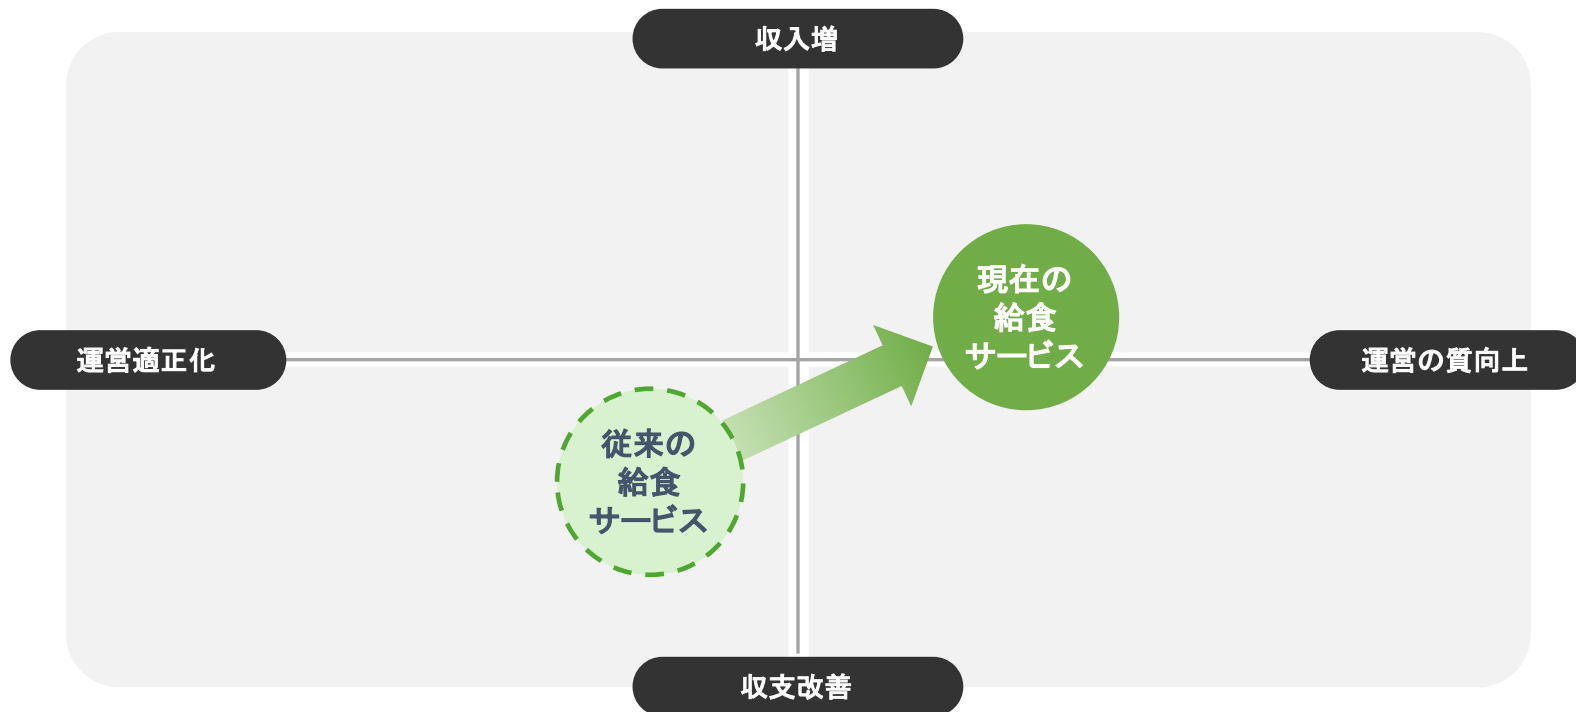 収入増
現在の
給食
サービス
運営適正化
運営の質向上
従来の
給食
サービス
収支改善